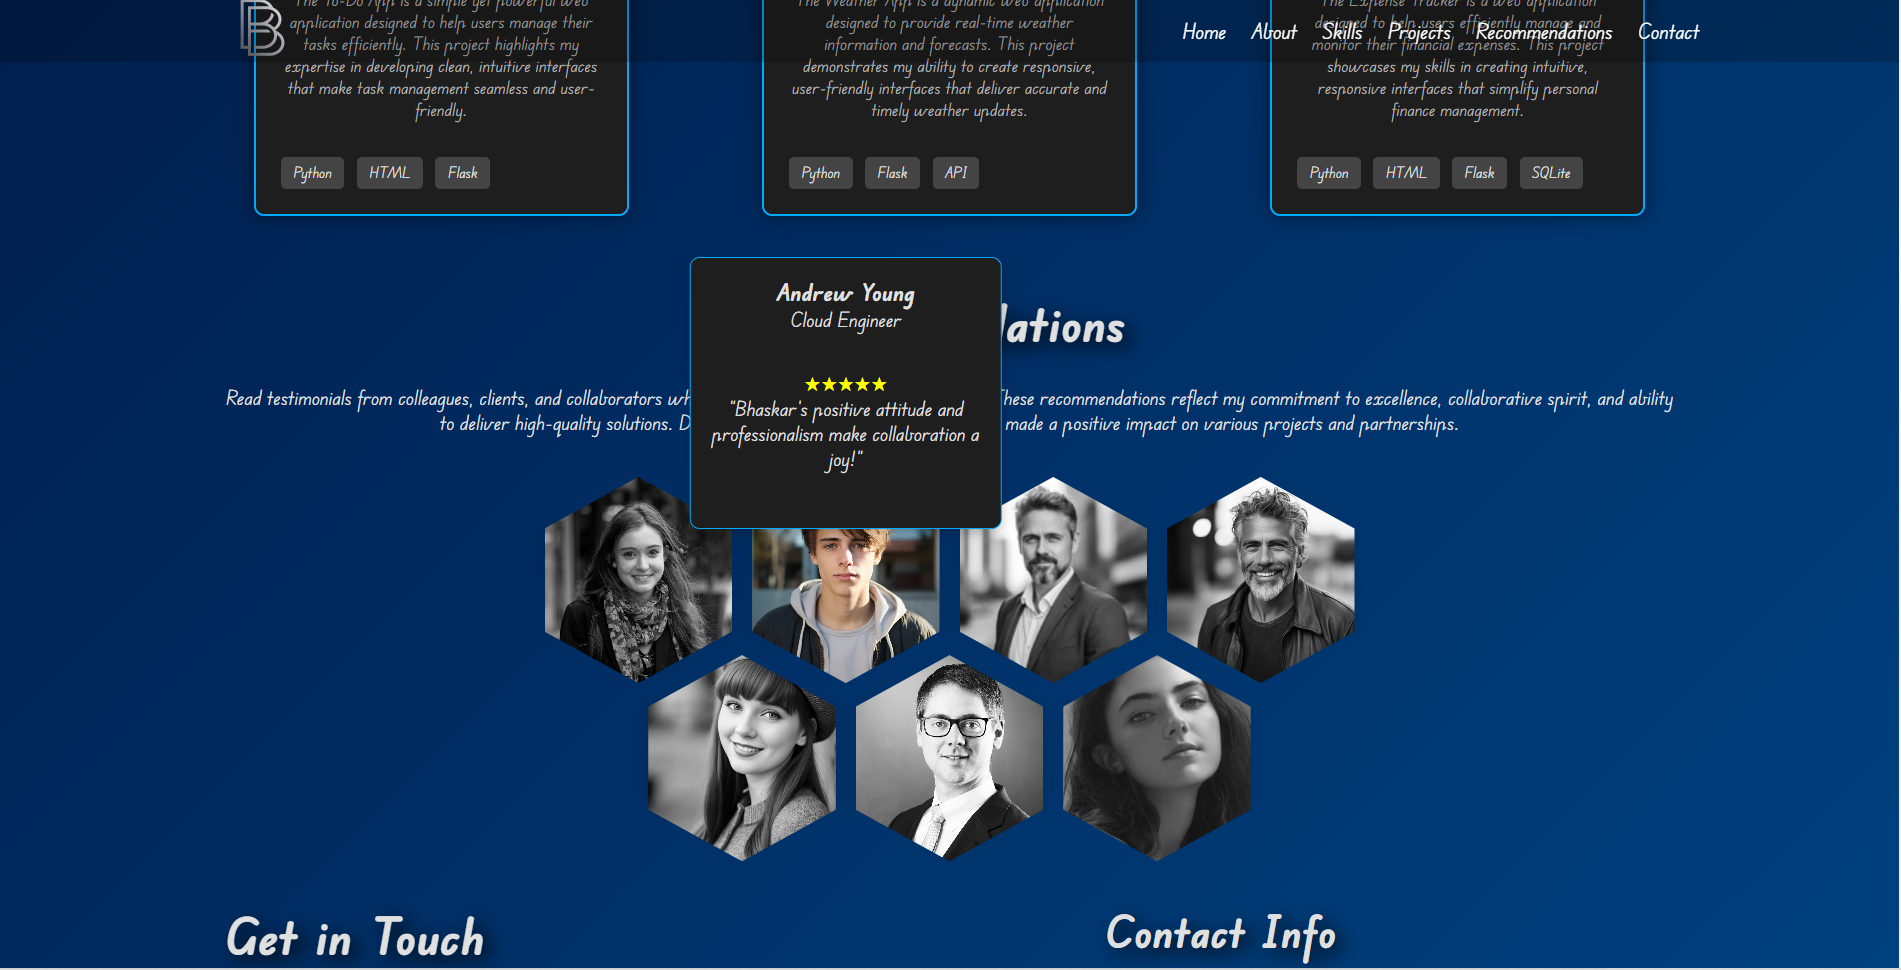 B
Home About Skills Projects Recommendations Contact
The To-Do App is a simple yet powerful web
application designed to help users manage their
tasks efficiently. This project highlights my
expertise in developing clean, intuitive interfaces
that make task management seamless and user-
friendly.
Python HTML Flask
The Weather App is a dynamic web application
designed to provide real-time weather
information and forecasts. This project
demonstrates my ability to create responsive,
user-friendly interfaces that deliver accurate and
timely weather updates.
Python Flask API
The Expense Tracker is a web application
designed to help users efficiently manage and
monitor their financial expenses. This project
showcases my skills in creating intuitive,
responsive interfaces that simplify personal
finance management.
Python HTML Flask SQLite
dations
Read testimonials from colleagues, clients, and collaborators These recommendations reflect my commitment to excellence, collaborative spirit, and ability
to deliver high-quality solutions. made a positive impact on various projects and partnerships.
Andrew Young
Cloud Engineer
★★★★★
"Bhaskar's positive attitude and
professionalism make collaboration a
joy!"
Get in Touch
Contact Info